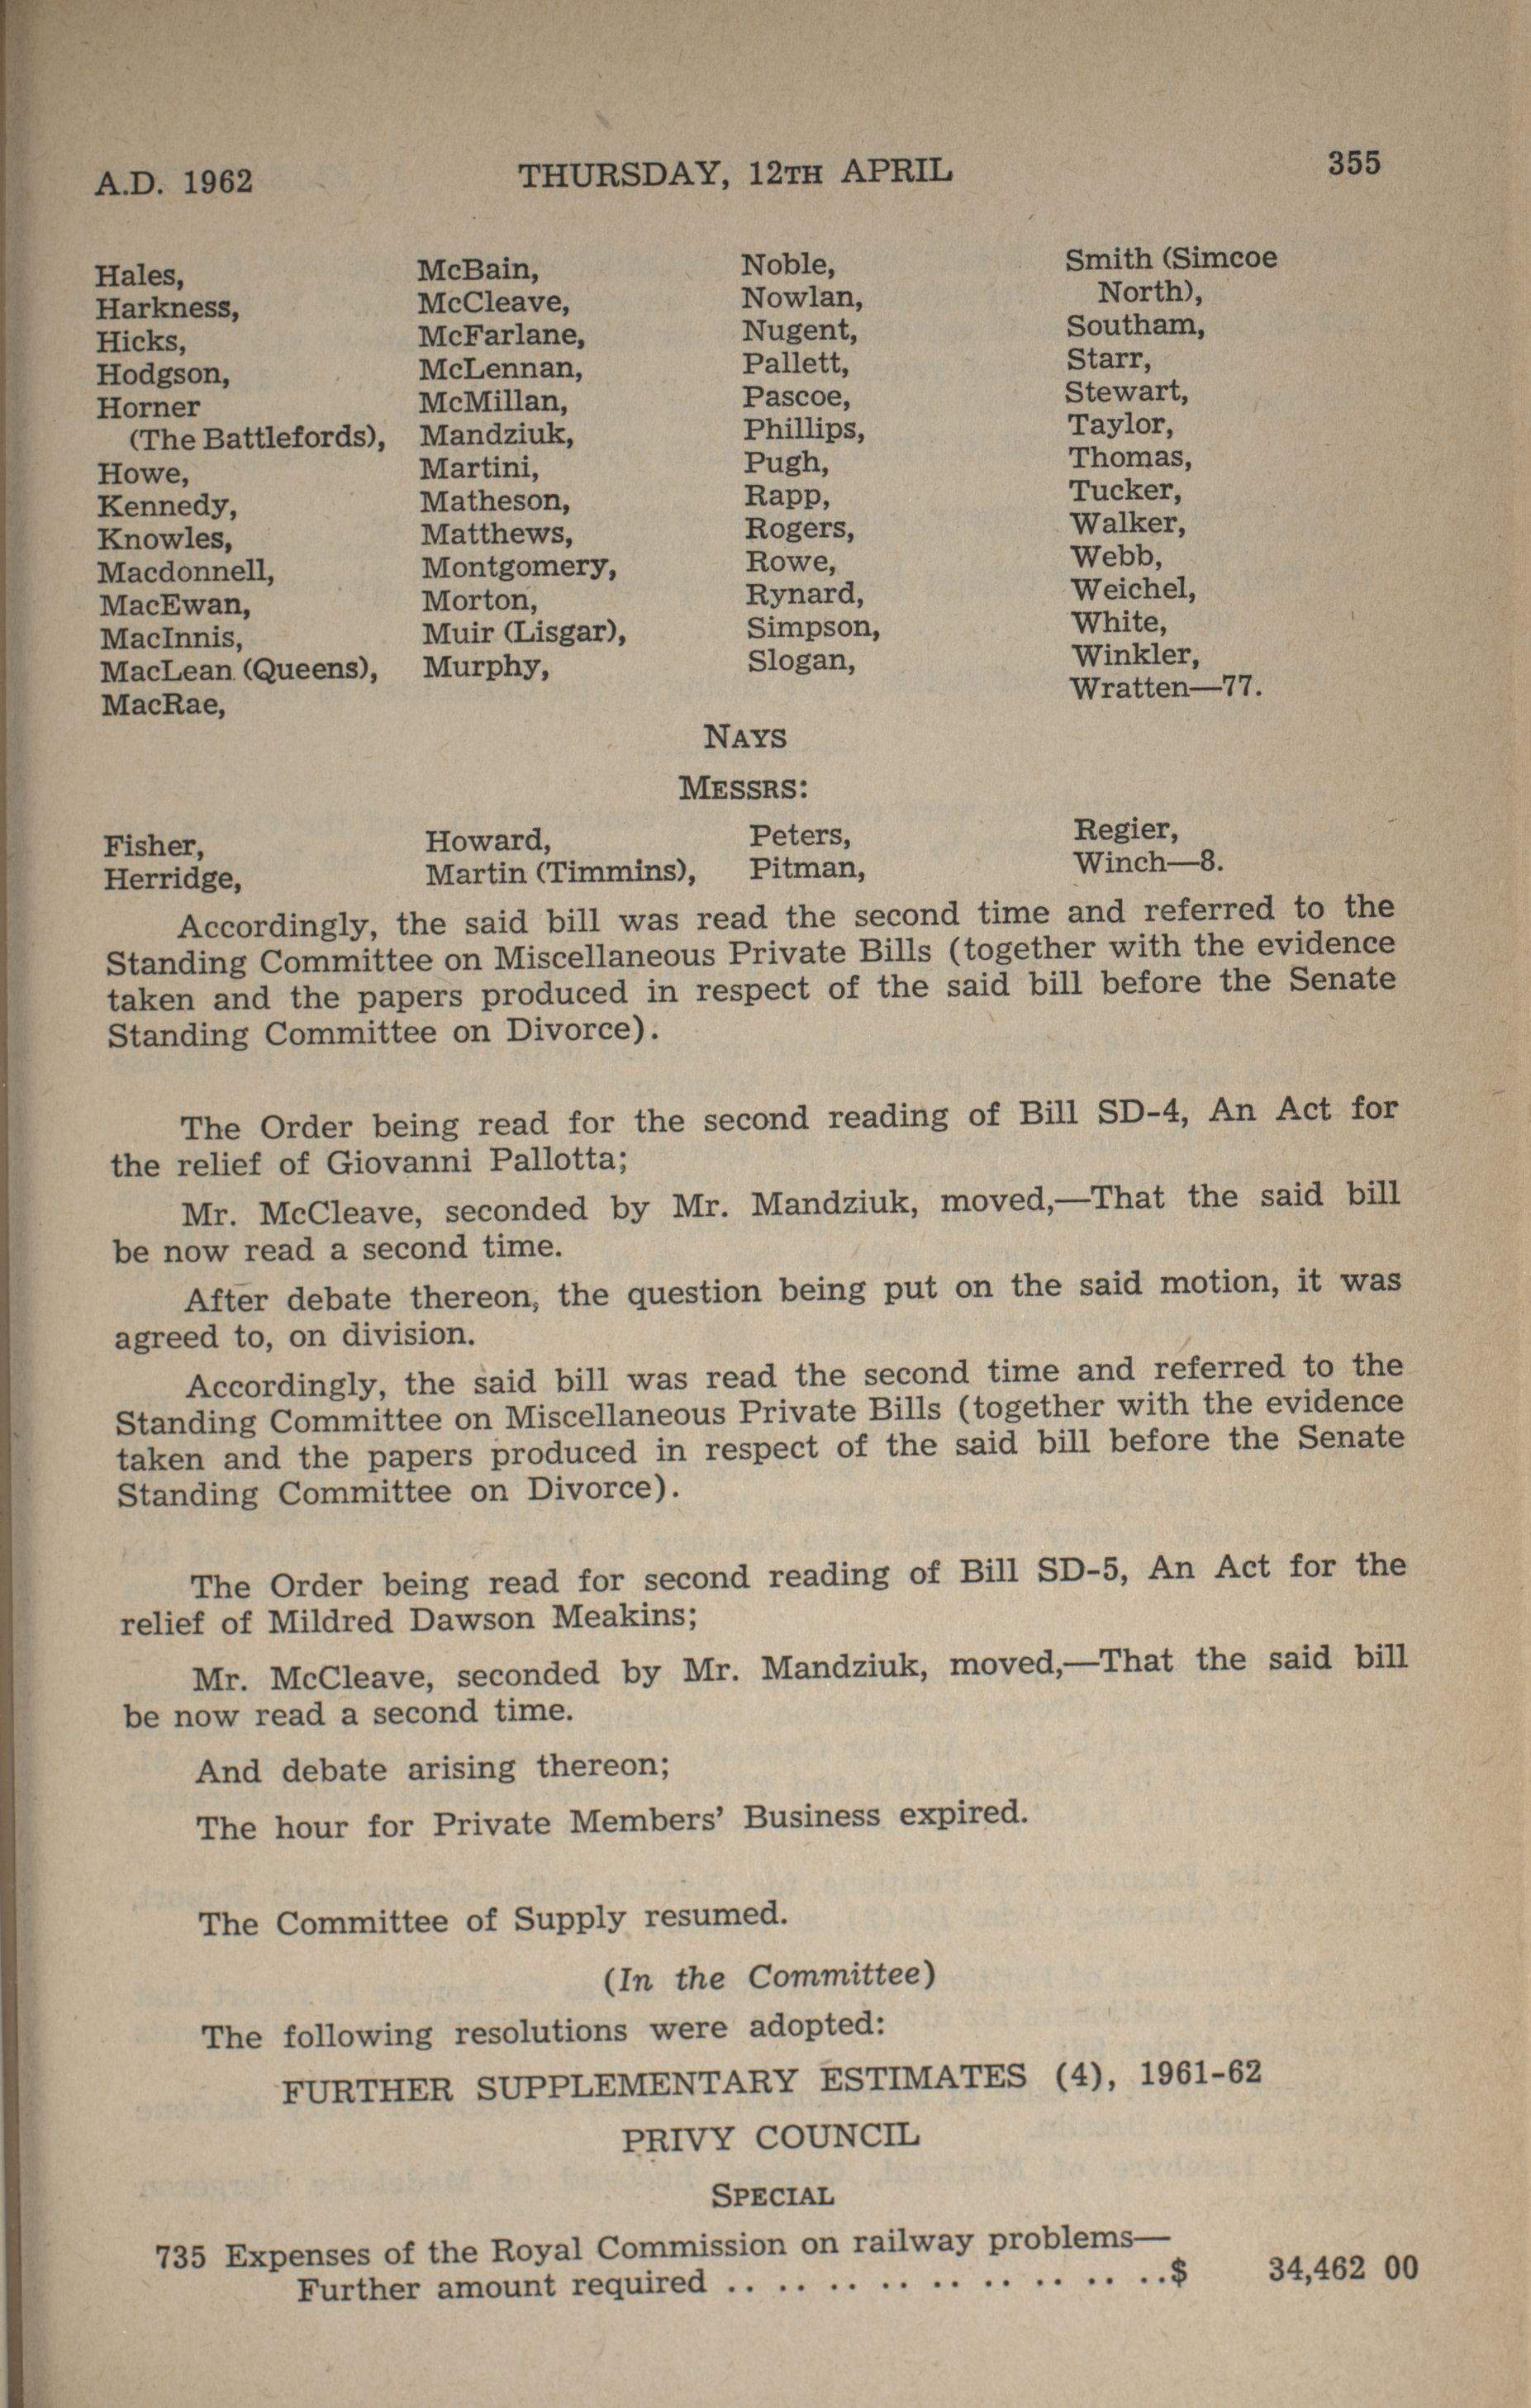 A.D. 1962 THURSDAY, 12TH APRIL 355
Hales,
Harkness,
Hicks,
Hodgson,
Horner
(The Battlefords),
Howe,
Kennedy,
Knowles,
Macdonnell,
MacEwan,
MacInnis,
MacLean (Queens),
MacRae,
McBain,
McCleave,
McFarlane,
McLennan,
McMillan,
Mandziuk,
Martini,
Matheson,
Matthews,
Montgomery,
Morton,
Muir (Lisgar),
Murphy,
Noble,
Nowlan,
Nugent,
Pallett,
Pascoe,
Phillips,
Pugh,
Rapp,
Rogers,
Rowe,
Rynard,
Simpson,
Slogan,
Smith (Simcoe
North),
Southam,
Starr,
Stewart,
Taylor,
Thomas,
Tucker,
Walker,
Webb,
Weichel,
White,
Winkler,
Wratten—77.
NAYS
MESSRS:
Fisher,
Herridge,
Howard,
Martin (Timmins),
Peters,
Pitman,
Regier,
Winch—8.
Accordingly, the said bill was read the second time and referred to the
Standing Committee on Miscellaneous Private Bills (together with the evidence
taken and the papers produced in respect of the said bill before the Senate
Standing Committee on Divorce).
The Order being read for the second reading of Bill SD-4, An Act for
the relief of Giovanni Pallotta;
Mr. McCleave, seconded by Mr. Mandziuk, moved,—That the said bill
be now read a second time.
After debate thereon, the question being put on the said motion, it was
agreed to, on division.
Accordingly, the said bill was read the second time and referred to the
Standing Committee on Miscellaneous Private Bills (together with the evidence
taken and the papers produced in respect of the said bill before the Senate
Standing Committee on Divorce).
The Order being read for second reading of Bill SD-5, An Act for the
relief of Mildred Dawson Meakins;
Mr. McCleave, seconded by Mr. Mandziuk, moved,—That the said bill
be now read a second time.
And debate arising thereon;
The hour for Private Members' Business expired.
The Committee of Supply resumed.
(In the Committee)
The following resolutions were adopted:
FURTHER SUPPLEMENTARY ESTIMATES (4), 1961-62
PRIVY COUNCIL
SPECIAL
735 Expenses of the Royal Commission on railway problems—
Further amount required .. .. .. .. .. .. .. .. ..$ 34,462 00